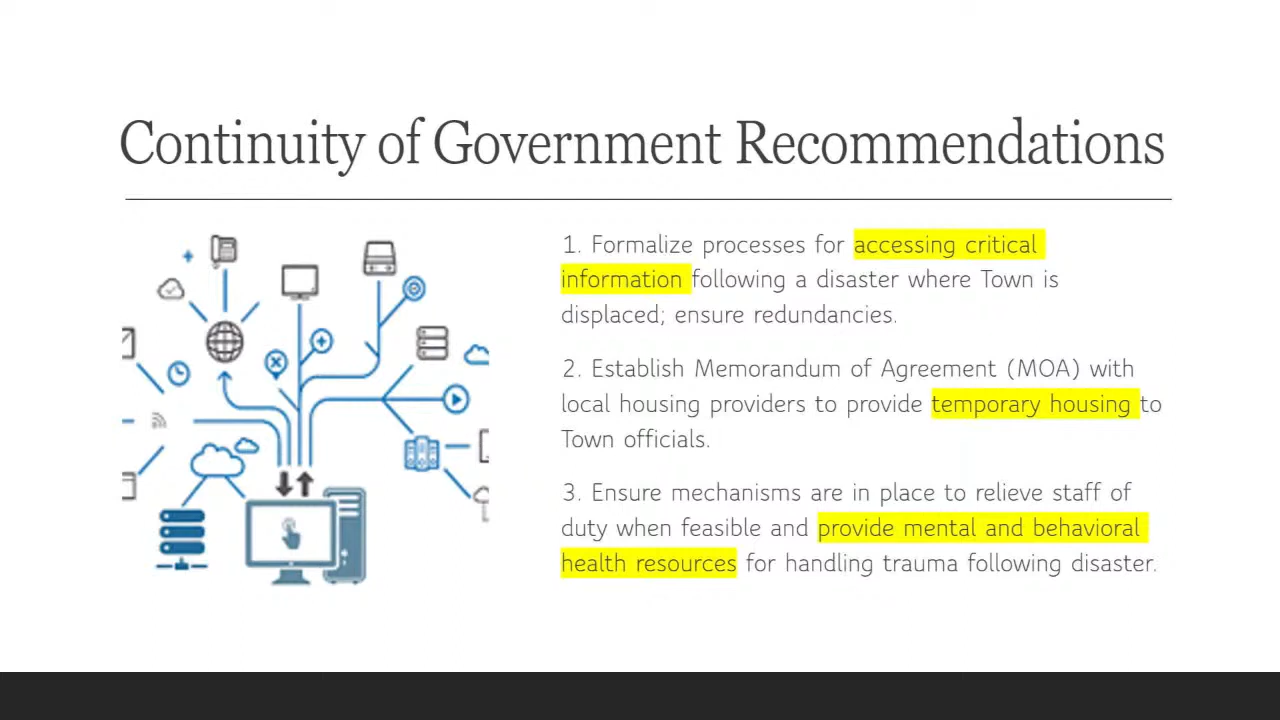 Continuity of Government Recommendations
1. Formalize processes for accessing critical
information following a disaster where Town is
displaced; ensure redundancies.
2. Establish Memorandum of Agreement (MOA) with
local housing providers to provide temporary housing to
Town officials.
3. Ensure mechanisms are in place to relieve staff of
duty when feasible and provide mental and behavioral
health resources for handling trauma following disaster.